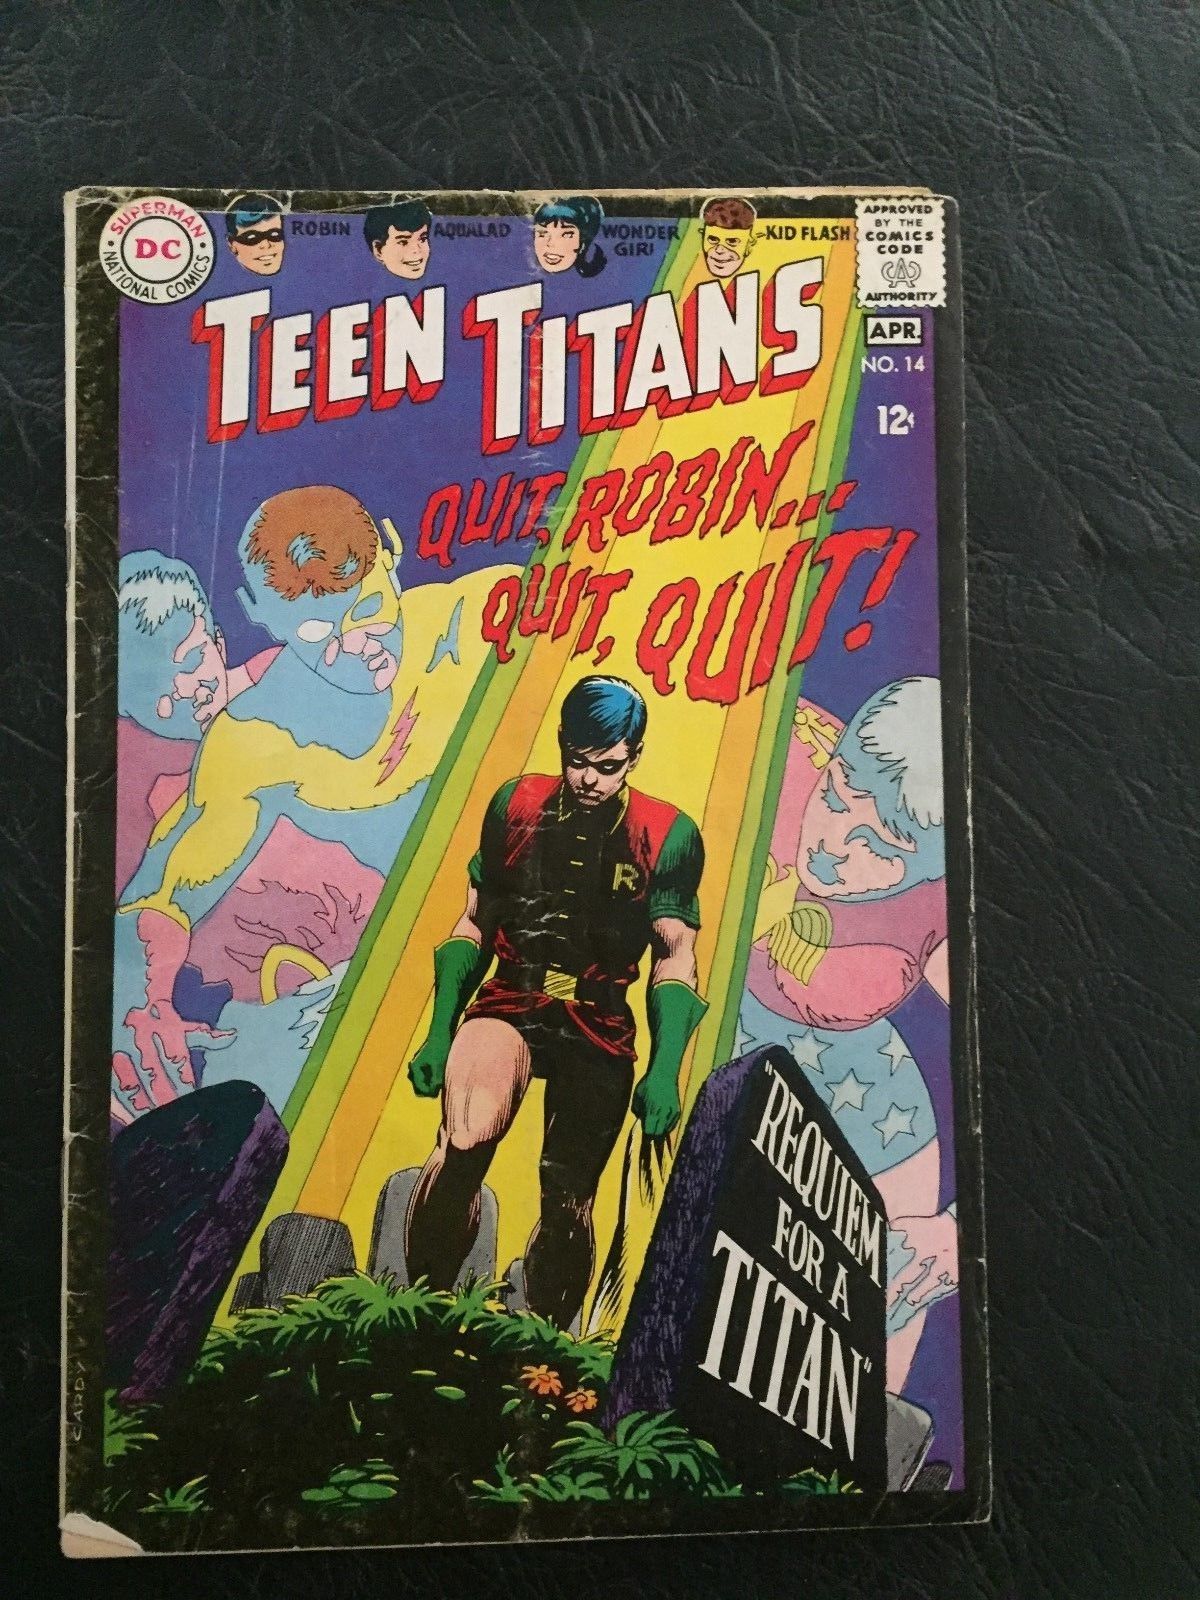 SUPERMAN
DC
NATIONAL COMICS
ROBIN
AQUALAD
WONDER
GIRL
KID FLASH
APPROVED
BY THE
COMICS
CODE
CA
AUTHORITY
TEEN TITANS
APR.
NO. 14
12¢
QUIT, ROBIN...
QUIT, QUIT!
R
"REQUIEM
FOR A
TITAN"
CARDY